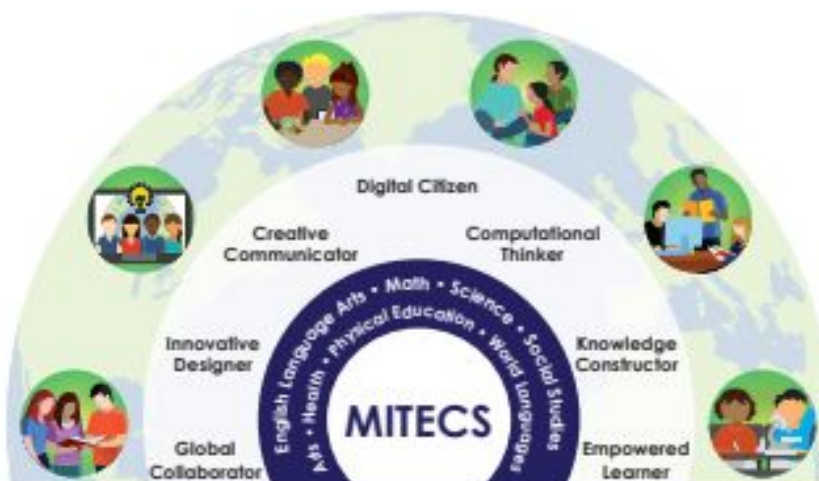 Digital Citizen
Creative
Communicator
Computational
Thinker
English Language Arts • Math • Science • Social Studies
Arts • Health • Physical Education • World Languages
Innovative
Designer
Knowledge
Constructor
MITECS
Global
Collaborator
Empowered
Learner